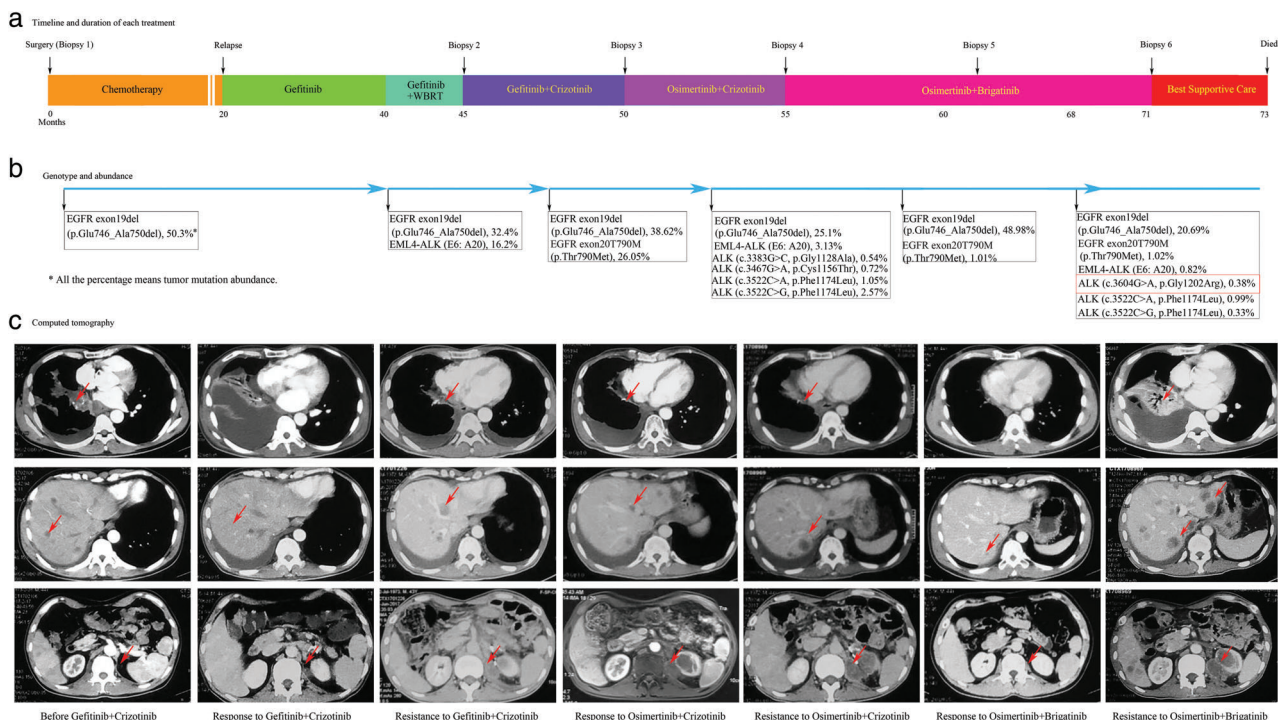 a Timeline and duration of each treatment
Surgery (Biopsy 1) Relapse Biopsy 2 Biopsy 3 Biopsy 4 Biopsy 5 Biopsy 6 Died
Chemotherapy Gefitinib Gefitinib Gefitinib+Crizotinib Osimertinib+Crizotinib Osimertinib+Brigatinib Best Supportive Care
+WBRT
0 20 40 45 50 55 60 68 71 73
Months
b Genotype and abundance
EGFR exon19del
(p.Glu746_Ala750del), 50.3%*
EGFR exon19del
(p.Glu746_Ala750del), 32.4%
EML4-ALK (E6: A20), 16.2%
EGFR exon19del
(p.Glu746_Ala750del), 38.62%
EGFR exon20T790M
(p.Thr790Met), 26.05%
EGFR exon19del
(p.Glu746_Ala750del), 25.1%
EML4-ALK (E6: A20), 3.13%
ALK (c.3383G>C, p.Gly1128Ala), 0.54%
ALK (c.3467G>A, p.Cys1156Thr), 0.72%
ALK (c.3522C>A, p.Phe1174Leu), 1.05%
ALK (c.3522C>G, p.Phe1174Leu), 2.57%
EGFR exon19del
(p.Glu746_Ala750del), 48.98%
EGFR exon20T790M
(p.Thr790Met), 1.01%
EGFR exon19del
(p.Glu746_Ala750del), 20.69%
EGFR exon20T790M
(p.Thr790Met), 1.02%
EML4-ALK (E6: A20), 0.82%
ALK (c.3604G>A, p.Gly1202Arg), 0.38%
ALK (c.3522C>A, p.Phe1174Leu), 0.99%
ALK (c.3522C>G, p.Phe1174Leu), 0.33%
* All the percentage means tumor mutation abundance.
c Computed tomography
Before Gefitinib+Crizotinib Response to Gefitinib+Crizotinib Resistance to Gefitinib+Crizotinib Response to Osimertinib+Crizotinib Resistance to Osimertinib+Crizotinib Response to Osimertinib+Brigatinib Resistance to Osimertinib+Brigatinib